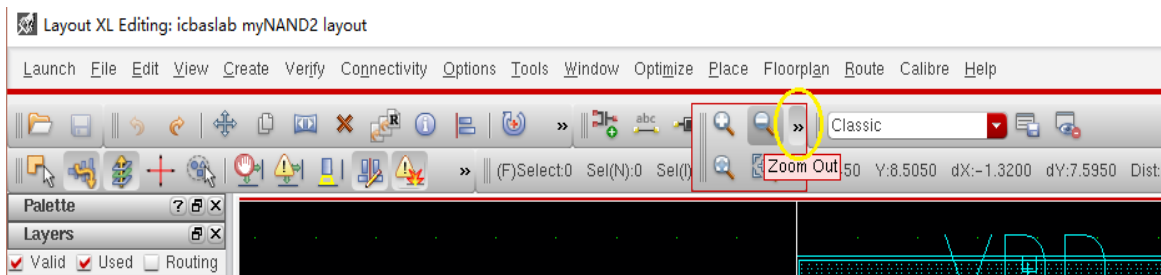 Layout XL Editing: icbaslab myNAND2 layout
Launch File Edit View Create Verify Connectivity Options Tools Window Optimize Place Floorplan Route Calibre Help
abc
Classic
(F)Select:0 Sel(N):0 Sel(I) Zoom Out 50 Y:8.5050 dX:-1.3200 dY:7.5950 Dist:
Palette
Layers
Valid Used Routing
VDD